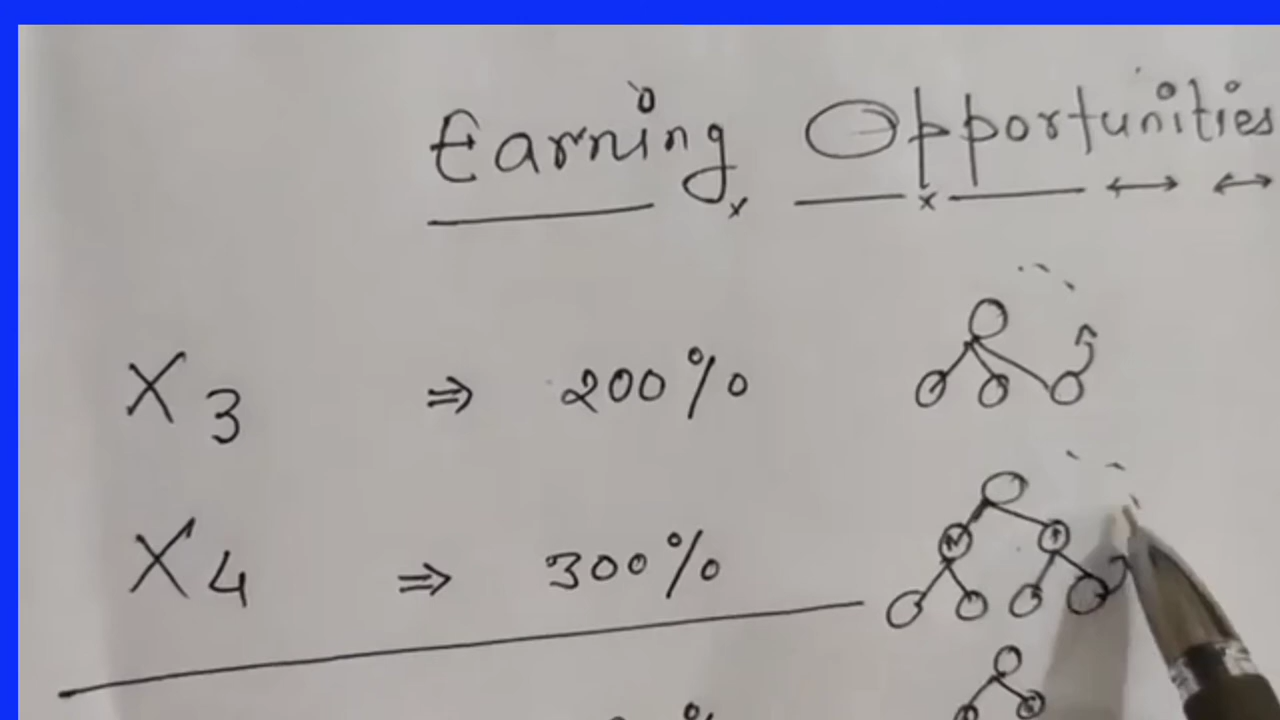 Earning Opportunities
X3 ⇒ 200%
X4 ⇒ 300%
%